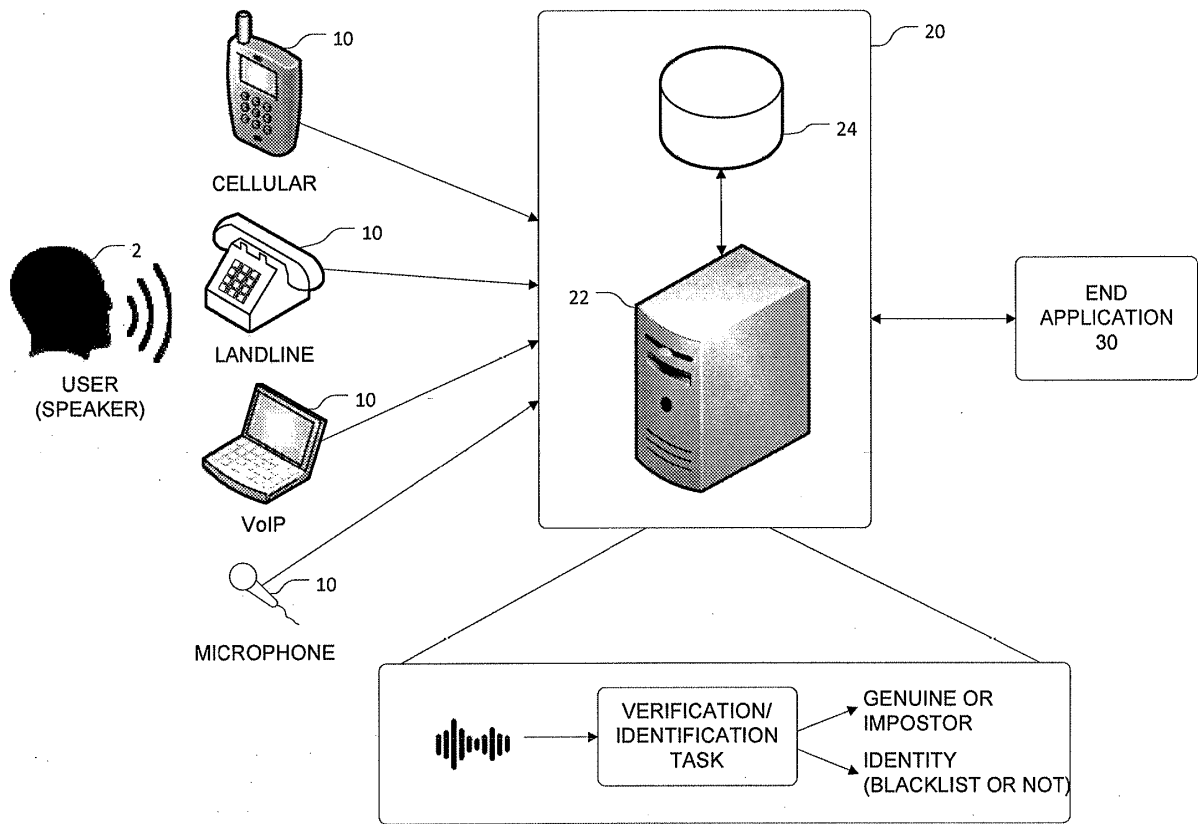 10
20
24
CELLULAR
10
2
22
END
APPLICATION
30
LANDLINE
USER
(SPEAKER)
10
VoIP
10
MICROPHONE
VERIFICATION/
IDENTIFICATION
TASK
GENUINE OR
IMPOSTOR
IDENTITY
(BLACKLIST OR NOT)